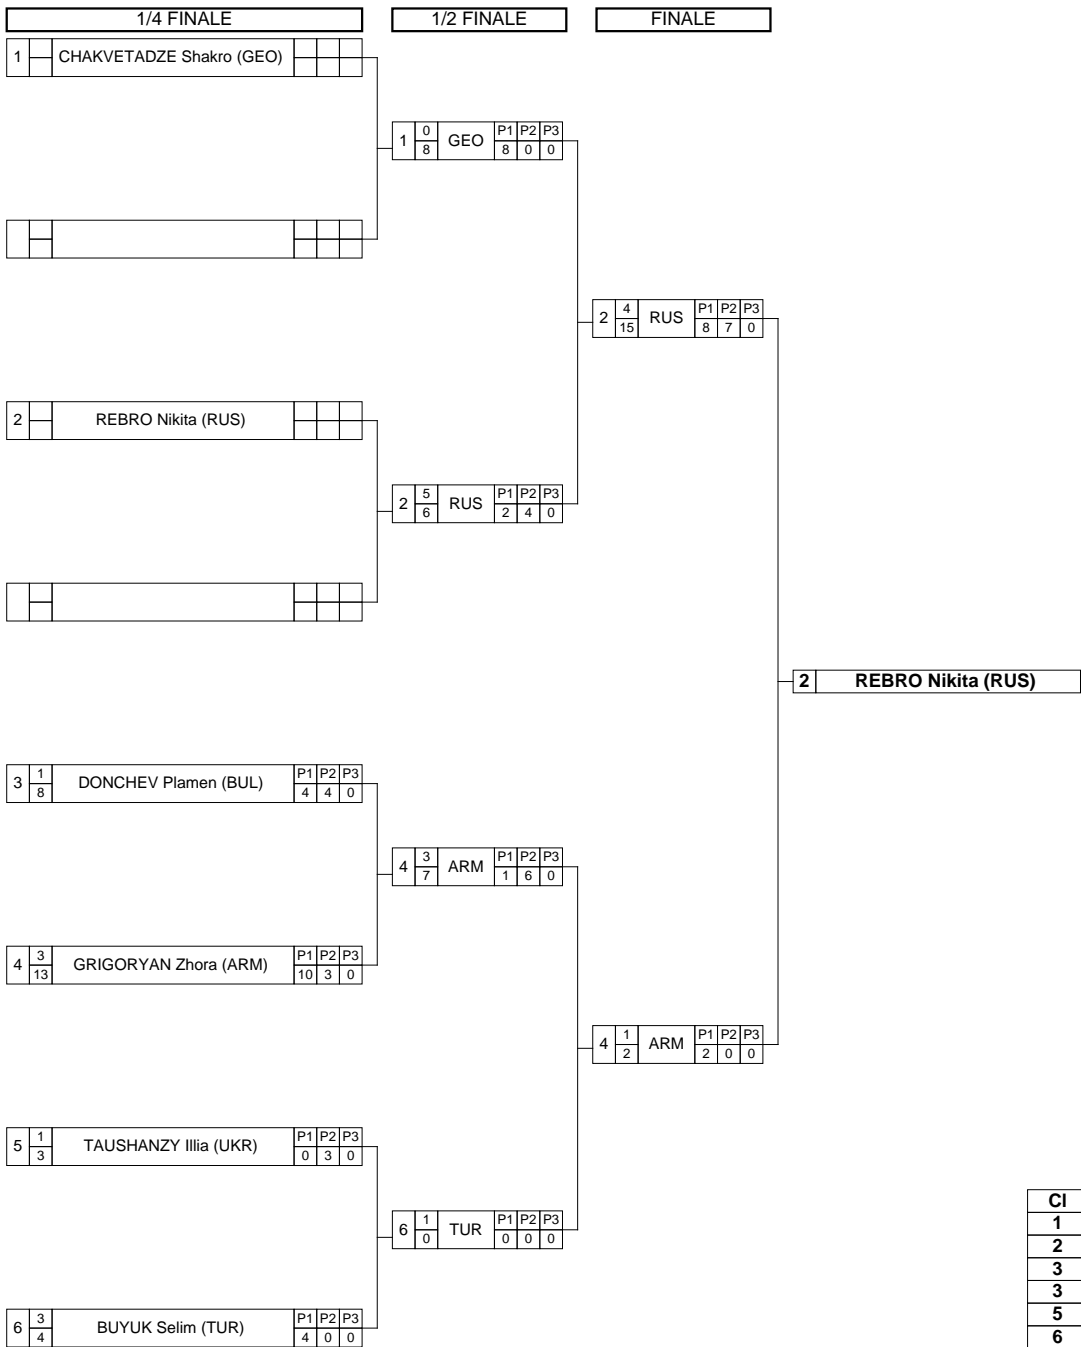 1/4 FINALE 1/2 FINALE FINALE
1 CHAKVETADZE Shakro (GEO)
1 0 8 GEO P1 P2 P3 8 0 0
2 4 15 RUS P1 P2 P3 8 7 0
2 REBRO Nikita (RUS)
2 5 6 RUS P1 P2 P3 2 4 0
2 REBRO Nikita (RUS)
3 1 8 DONCHEV Plamen (BUL) P1 P2 P3 4 4 0
4 3 7 ARM P1 P2 P3 1 6 0
4 3 13 GRIGORYAN Zhora (ARM) P1 P2 P3 10 3 0
4 1 2 ARM P1 P2 P3 2 0 0
5 1 3 TAUSHANZY Illia (UKR) P1 P2 P3 0 3 0
6 1 0 TUR P1 P2 P3 0 0 0
6 3 4 BUYUK Selim (TUR) P1 P2 P3 4 0 0
Cl
1
2
3
3
5
6